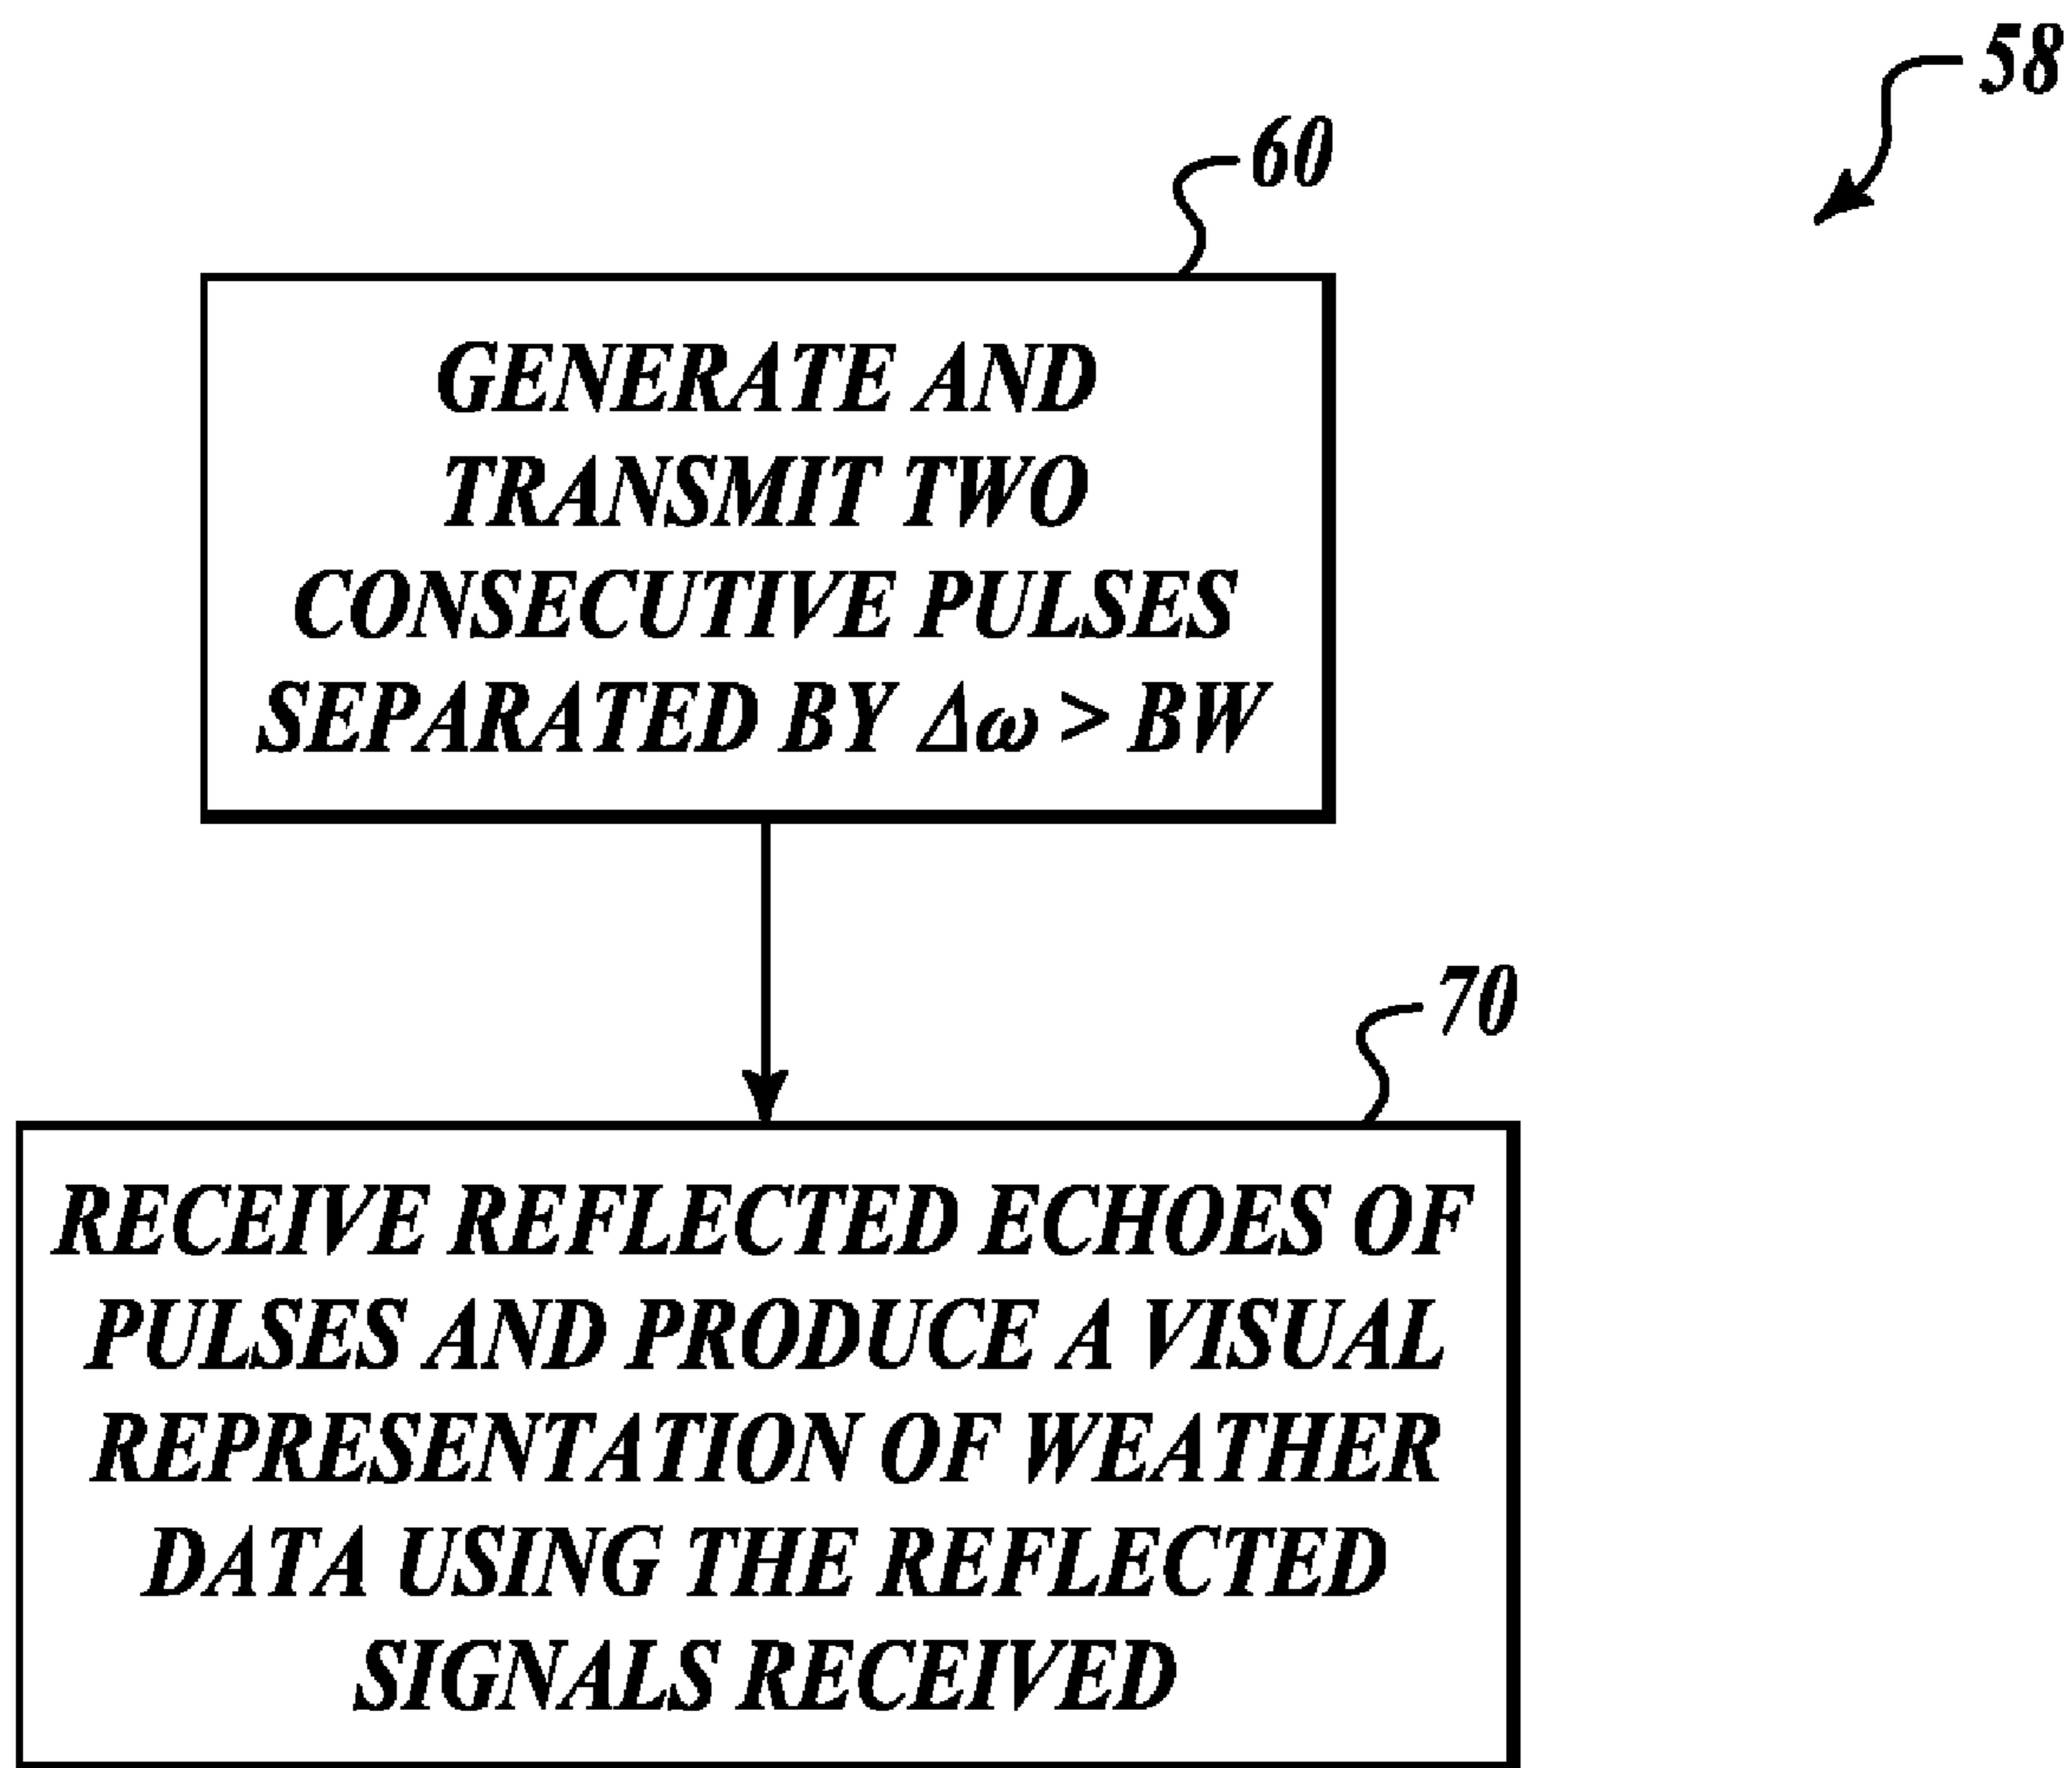 58
60
GENERATE AND
TRANSMIT TWO
CONSECUTIVE PULSES
SEPARATED BY Δω > BW
70
RECEIVE REFLECTED ECHOES OF
PULSES AND PRODUCE A VISUAL
REPRESENTATION OF WEATHER
DATA USING THE REFLECTED
SIGNALS RECEIVED